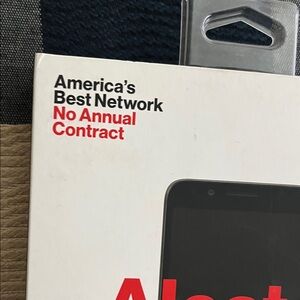 America's
Best Network
No Annual
Contract